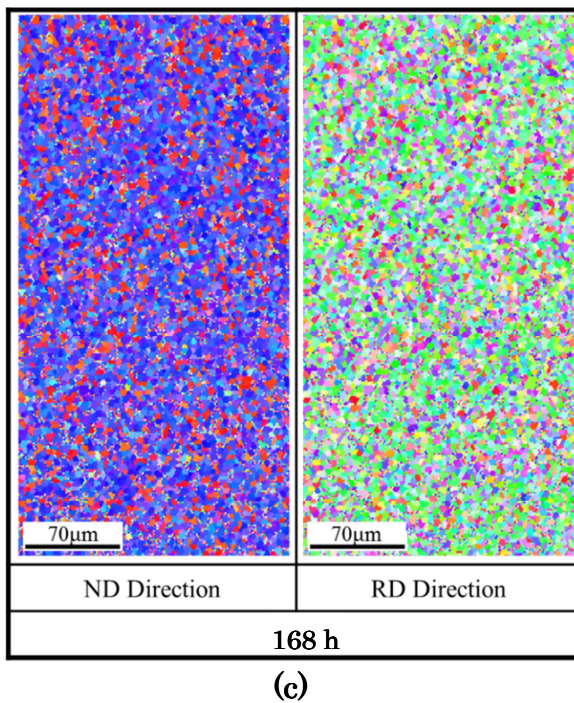 70μm
70μm
ND Direction
RD Direction
168 h
(c)